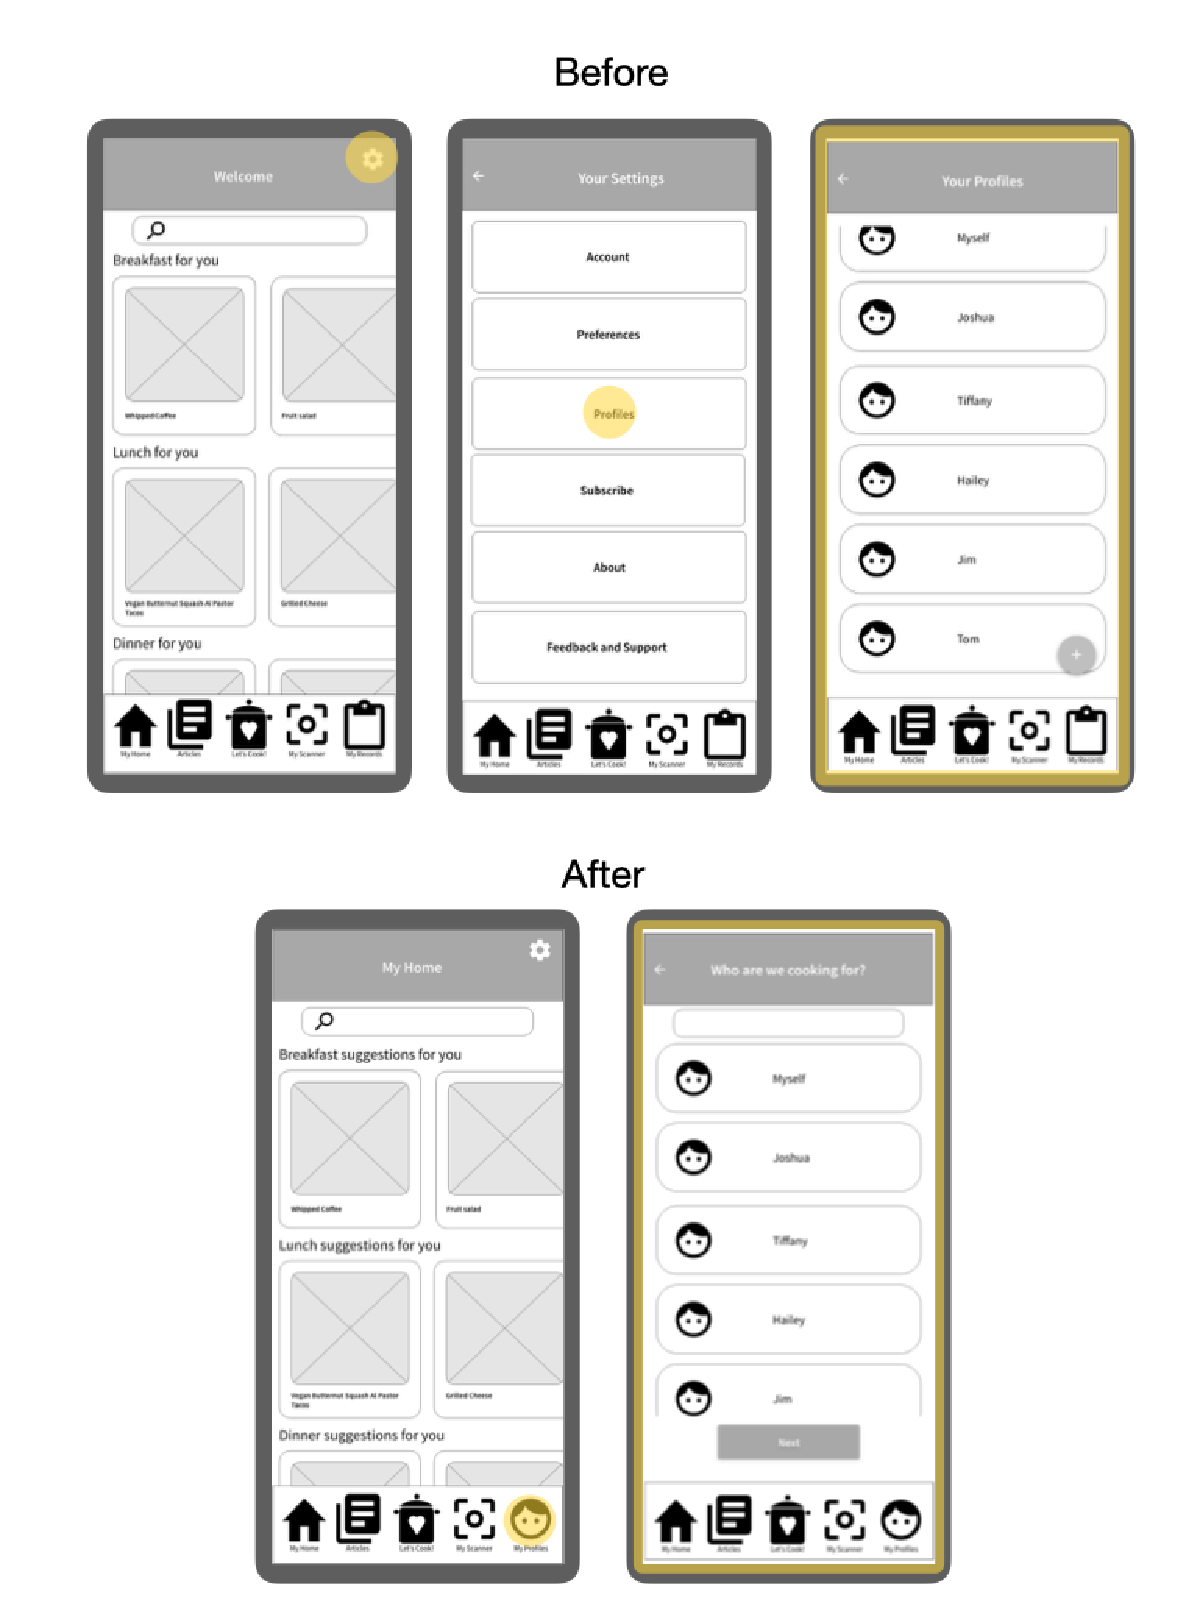 Before
Welcome
Breakfast for you
Whipped Coffee
Fruit salad
Lunch for you
Vegan Butternut Squash Al Pastor
Tacos
Grilled Cheese
Dinner for you
My Home
Articles
Let's Cook!
My Scanner
My Records
Your Settings
Account
Preferences
Profiles
Subscribe
About
Feedback and Support
My Home
Articles
Let's Cook!
My Scanner
My Records
Your Profiles
Myself
Joshua
Tiffany
Hailey
Jim
Tom
+
My Home
Articles
Let's Cook!
My Scanner
My Records
After
My Home
Breakfast suggestions for you
Whipped Coffee
Fruit salad
Lunch suggestions for you
Vegan Butternut Squash Al Pastor
Tacos
Grilled Cheese
Dinner suggestions for you
My Home
Articles
Let's Cook!
My Scanner
My Profiles
Who are we cooking for?
Myself
Joshua
Tiffany
Hailey
Jim
Next
My Home
Articles
Let's Cook!
My Scanner
My Profiles